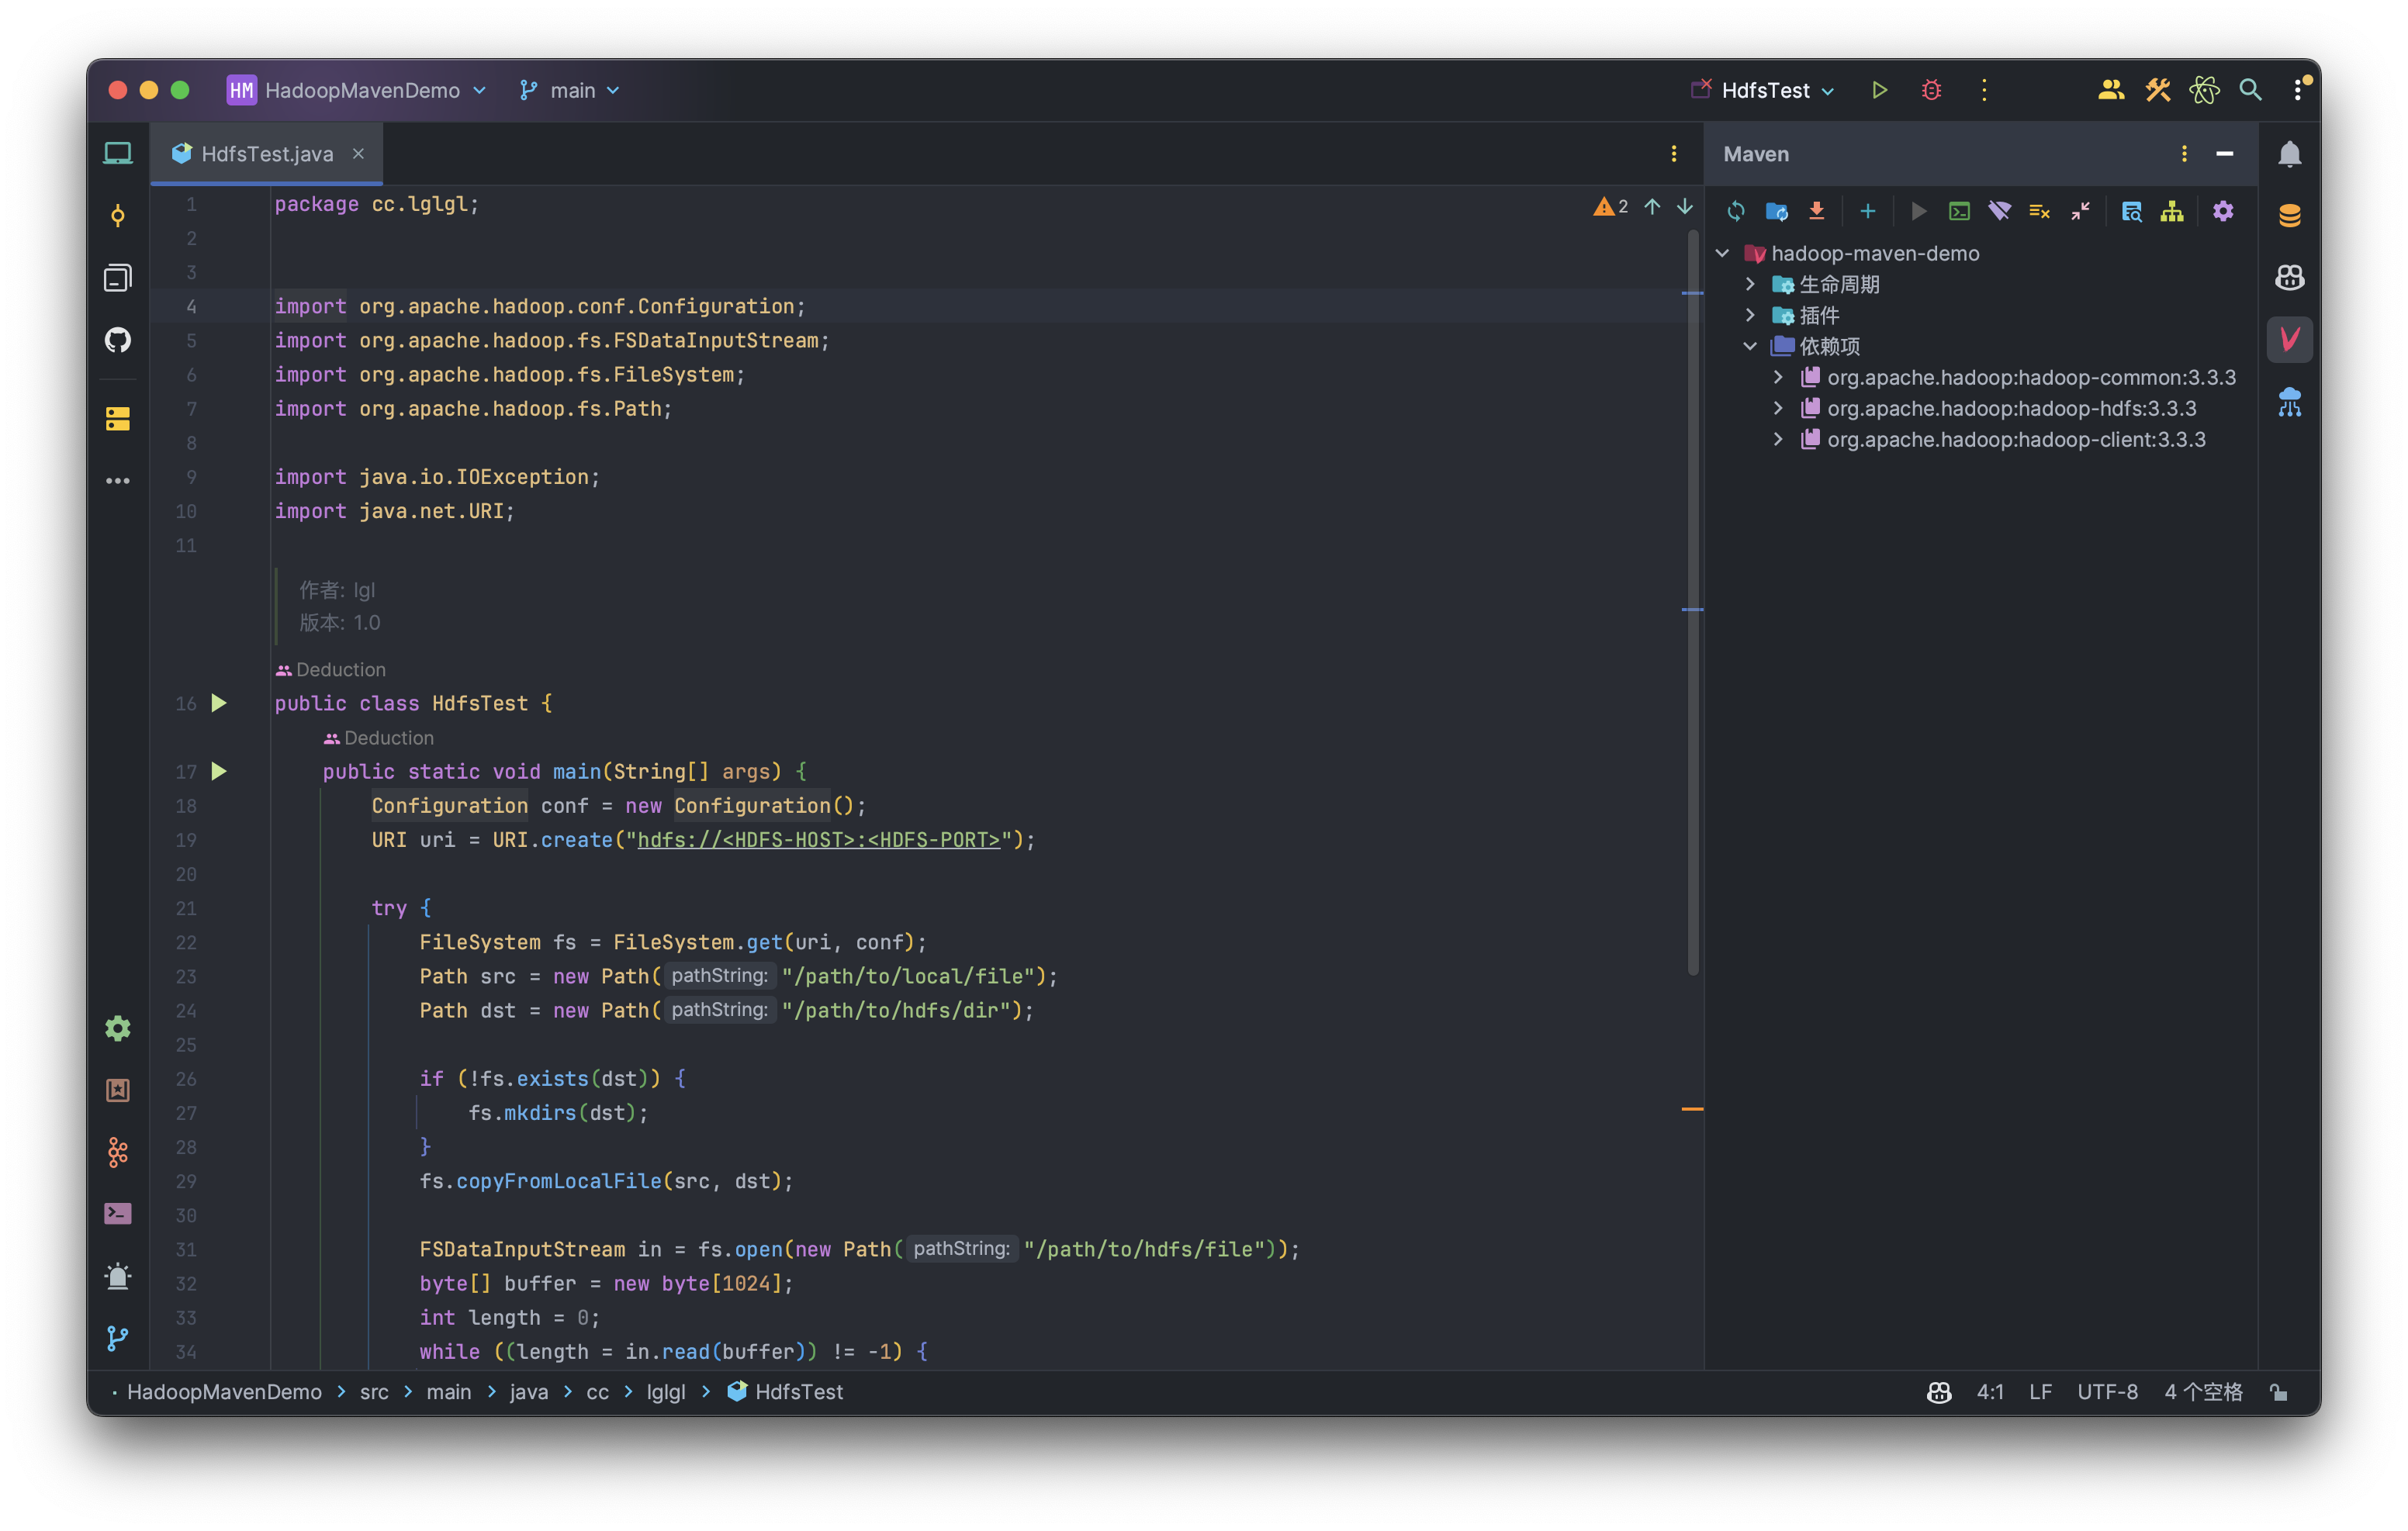 HM HadoopMavenDemo main HdfsTest
HdfsTest.java
1 package cc.lglgl;
2
3
4 import org.apache.hadoop.conf.Configuration;
5 import org.apache.hadoop.fs.FSDataInputStream;
6 import org.apache.hadoop.fs.FileSystem;
7 import org.apache.hadoop.fs.Path;
8
9 import java.io.IOException;
10 import java.net.URI;
11
作者: lgl
版本: 1.0
Deduction
16 public class HdfsTest {
Deduction
17 public static void main(String[] args) {
18 Configuration conf = new Configuration();
19 URI uri = URI.create("hdfs://<HDFS-HOST>:<HDFS-PORT>");
20
21 try {
22 FileSystem fs = FileSystem.get(uri, conf);
23 Path src = new Path( pathString: "/path/to/local/file");
24 Path dst = new Path( pathString: "/path/to/hdfs/dir");
25
26 if (!fs.exists(dst)) {
27 fs.mkdirs(dst);
28 }
29 fs.copyFromLocalFile(src, dst);
30
31 FSDataInputStream in = fs.open(new Path( pathString: "/path/to/hdfs/file"));
32 byte[] buffer = new byte[1024];
33 int length = 0;
34 while ((length = in.read(buffer)) != -1) {
2
Maven
hadoop-maven-demo
生命周期
插件
依赖项
org.apache.hadoop:hadoop-common:3.3.3
org.apache.hadoop:hadoop-hdfs:3.3.3
org.apache.hadoop:hadoop-client:3.3.3
HadoopMavenDemo > src > main > java > cc > lglgl > HdfsTest
4:1 LF UTF-8 4 个空格